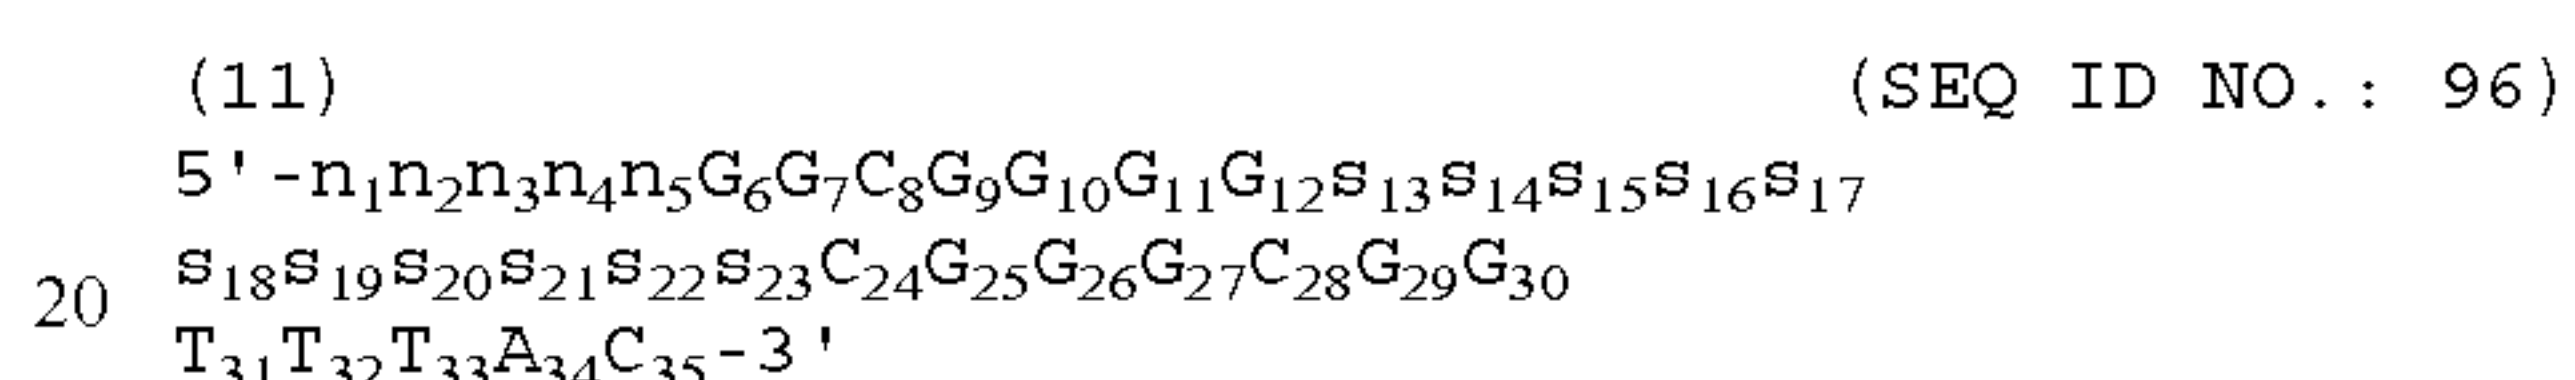 (11) (SEQ ID NO.: 96)
5'-n₁n₂n₃n₄n₅G₆G₇C₈G₉G₁₀G₁₁G₁₂s₁₃s₁₄s₁₅s₁₆s₁₇
20 s₁₈s₁₉s₂₀s₂₁s₂₂s₂₃C₂₄G₂₅G₂₆G₂₇C₂₈G₂₉G₃₀
T₃₁T₃₂T₃₃A₃₄C₃₅-3'